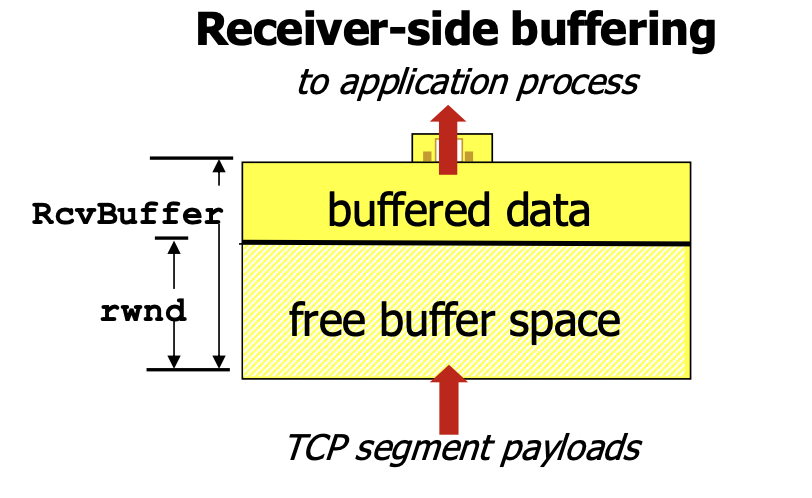 Receiver-side buffering
to application process
RcvBuffer
buffered data
rwnd
free buffer space
TCP segment payloads